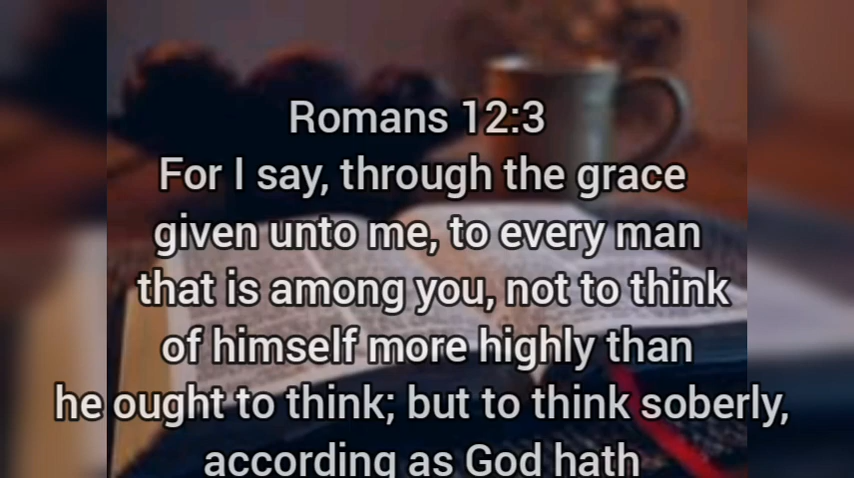 Romans 12:3
For I say, through the grace
given unto me, to every man
that is among you, not to think
of himself more highly than
he ought to think; but to think soberly,
according as God hath